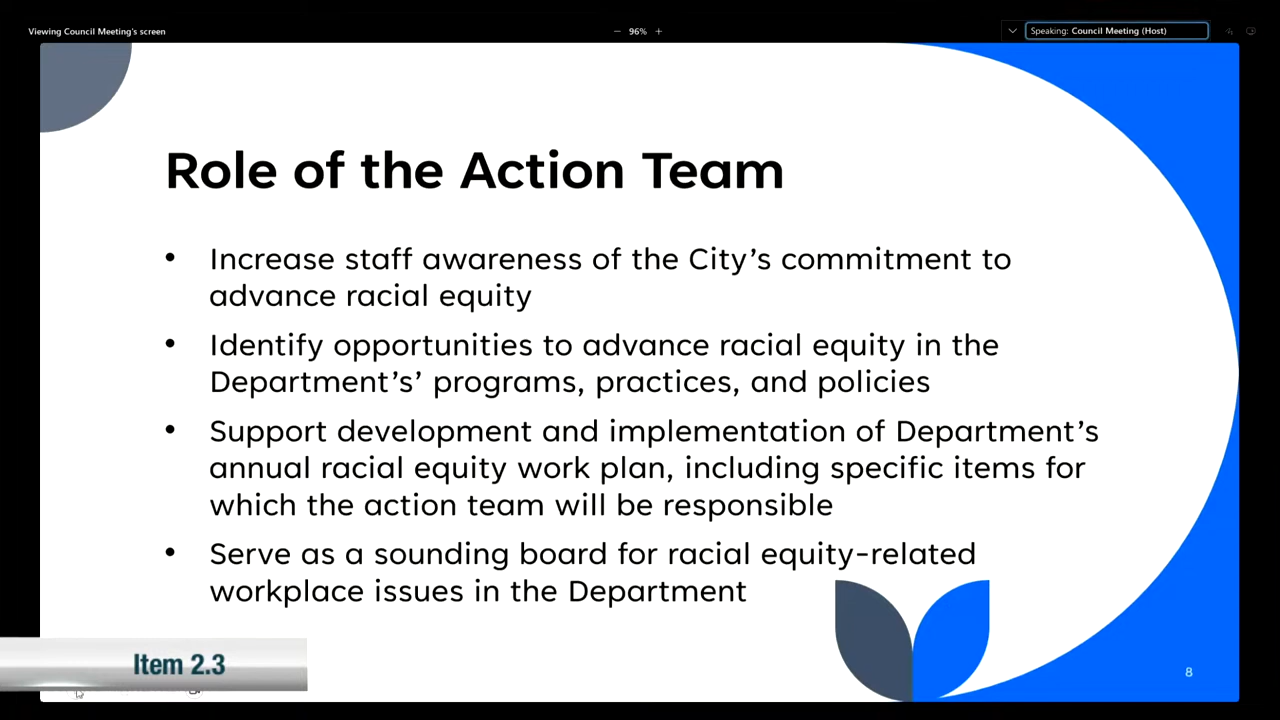 Viewing Council Meeting's screen
− 96% +
Speaking: Council Meeting (Host)
Role of the Action Team
• Increase staff awareness of the City’s commitment to
advance racial equity
• Identify opportunities to advance racial equity in the
Department’s’ programs, practices, and policies
• Support development and implementation of Department’s
annual racial equity work plan, including specific items for
which the action team will be responsible
• Serve as a sounding board for racial equity-related
workplace issues in the Department
Item 2.3
8